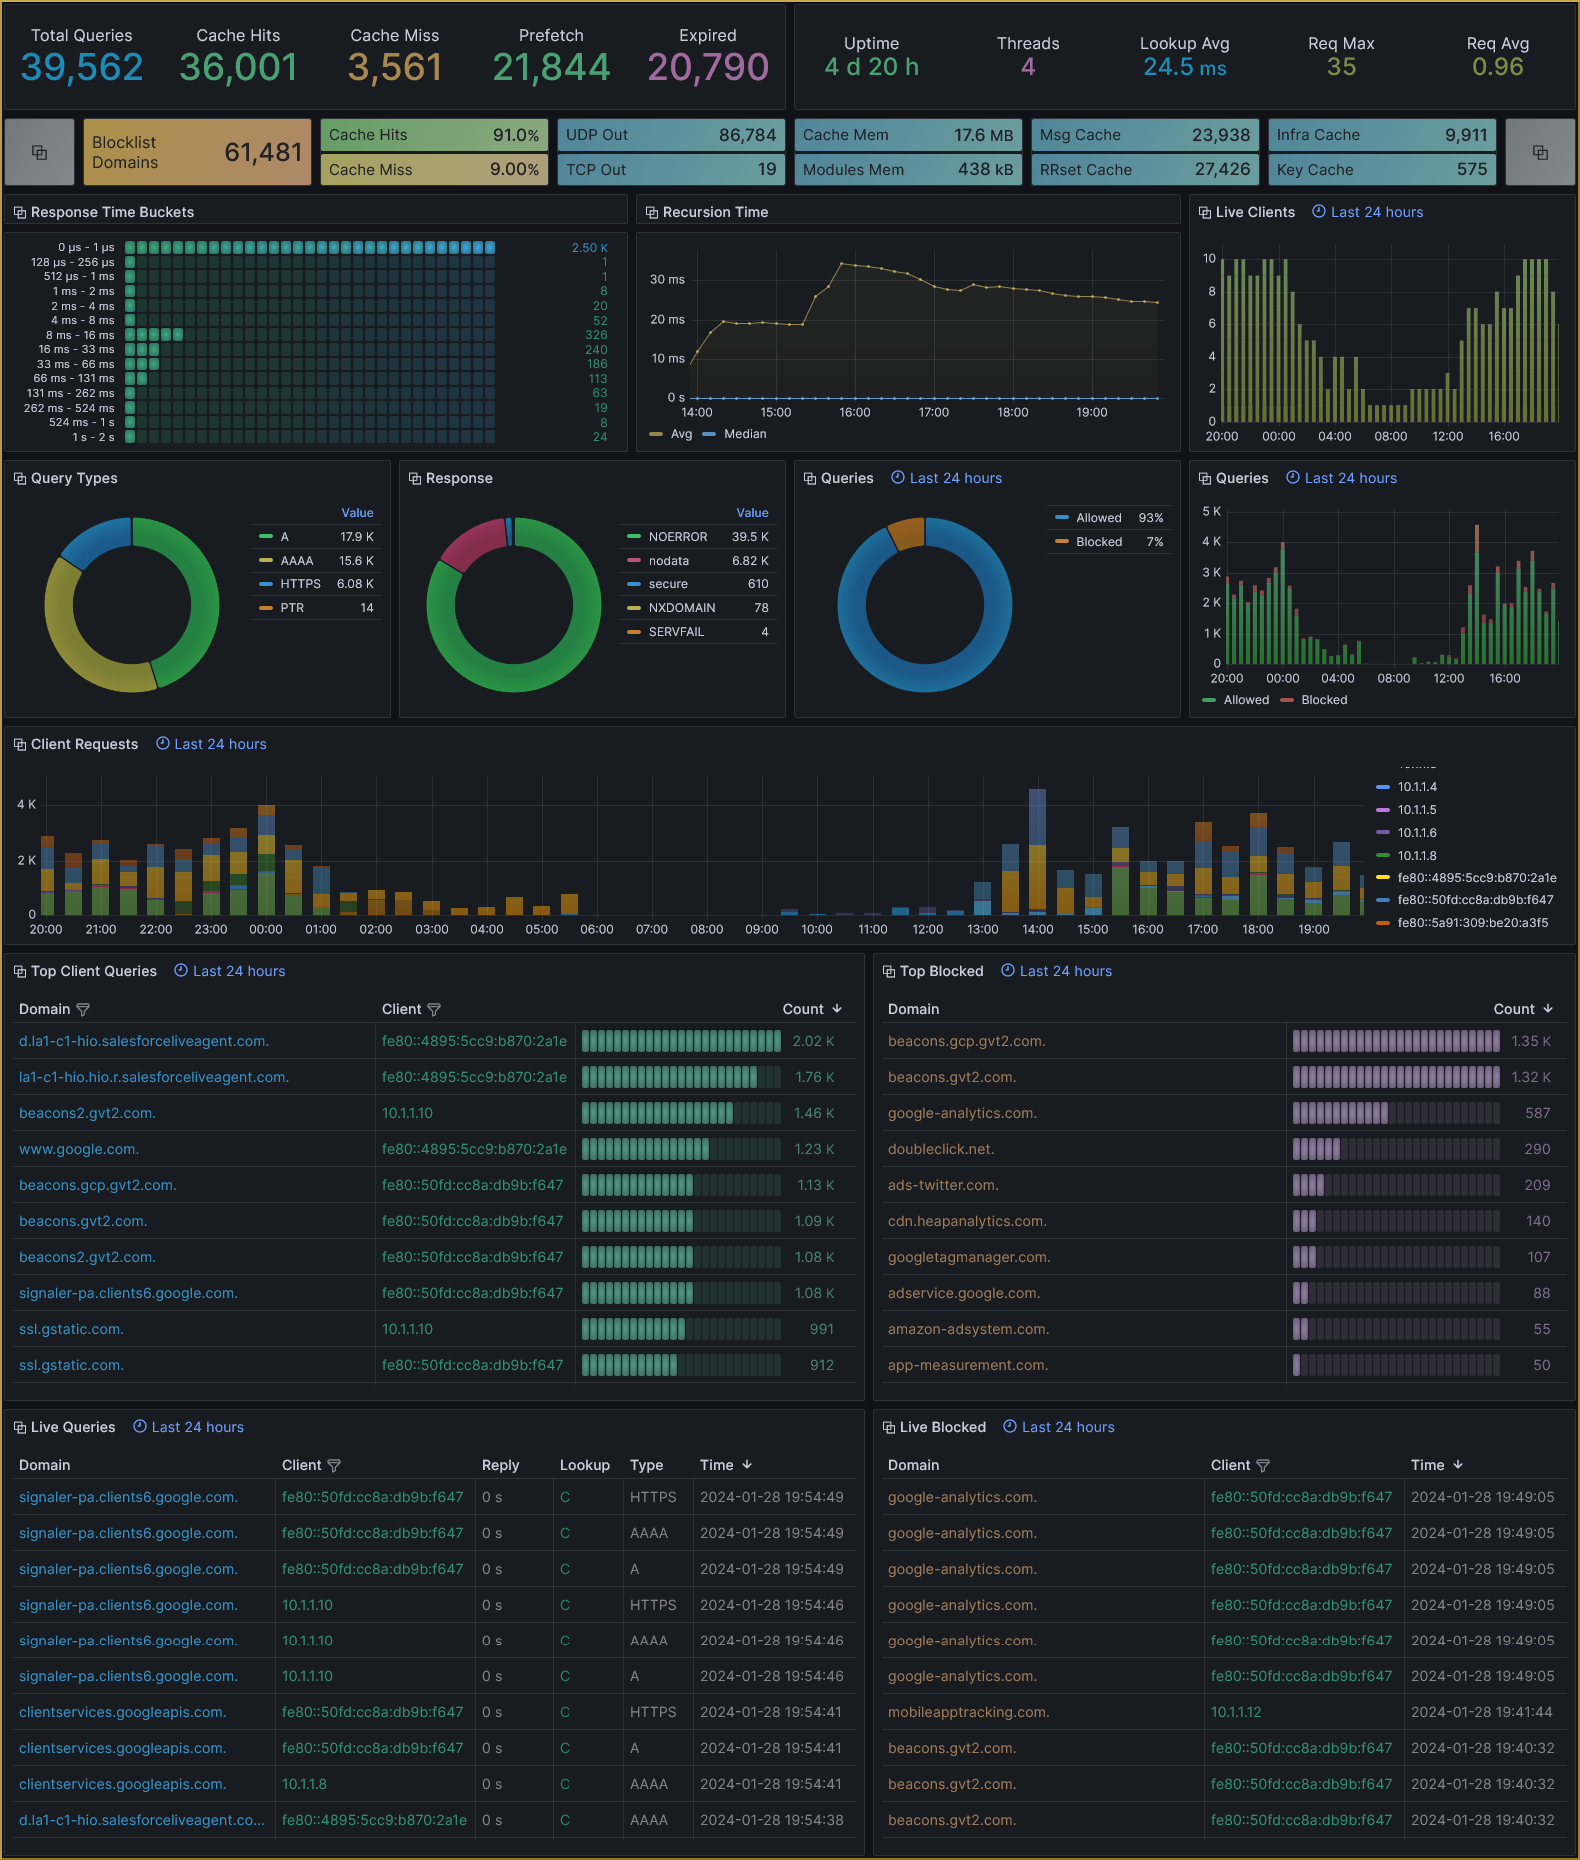 Total Queries Cache Hits Cache Miss Prefetch Expired
39,562 36,001 3,561 21,844 20,790
Uptime Threads Lookup Avg Req Max Req Avg
4 d 20 h 4 24.5 ms 35 0.96
Blocklist Domains 61,481
Cache Hits 91.0%
Cache Miss 9.00%
UDP Out 86,784
TCP Out 19
Cache Mem 17.6 MB
Modules Mem 438 kB
Msg Cache 23,938
RRset Cache 27,426
Infra Cache 9,911
Key Cache 575
Response Time Buckets
0 µs - 1 µs 2.50 K
128 µs - 256 µs 1
512 µs - 1 ms 1
1 ms - 2 ms 8
2 ms - 4 ms 20
4 ms - 8 ms 52
8 ms - 16 ms 326
16 ms - 33 ms 240
33 ms - 66 ms 186
66 ms - 131 ms 113
131 ms - 262 ms 63
262 ms - 524 ms 19
524 ms - 1 s 8
1 s - 2 s 24
Recursion Time
30 ms
20 ms
10 ms
0 s
14:00 15:00 16:00 17:00 18:00 19:00
Avg Median
Live Clients Last 24 hours
10
8
6
4
2
0
20:00 00:00 04:00 08:00 12:00 16:00
Query Types
Value
A 17.9 K
AAAA 15.6 K
HTTPS 6.08 K
PTR 14
Response
Value
NOERROR 39.5 K
nodata 6.82 K
secure 610
NXDOMAIN 78
SERVFAIL 4
Queries Last 24 hours
Allowed 93%
Blocked 7%
Queries Last 24 hours
5 K
4 K
3 K
2 K
1 K
0
20:00 00:00 04:00 08:00 12:00 16:00
Allowed Blocked
Client Requests Last 24 hours
4 K
2 K
0
20:00 21:00 22:00 23:00 00:00 01:00 02:00 03:00 04:00 05:00 06:00 07:00 08:00 09:00 10:00 11:00 12:00 13:00 14:00 15:00 16:00 17:00 18:00 19:00
10.1.1.4
10.1.1.5
10.1.1.6
10.1.1.8
fe80::4895:5cc9:b870:2a1e
fe80::50fd:cc8a:db9b:f647
fe80::5a91:309:be20:a3f5
Top Client Queries Last 24 hours
Domain Client Count
d.la1-c1-hio.salesforceliveagent.com. fe80::4895:5cc9:b870:2a1e 2.02 K
la1-c1-hio.hio.r.salesforceliveagent.com. fe80::4895:5cc9:b870:2a1e 1.76 K
beacons2.gvt2.com. 10.1.1.10 1.46 K
www.google.com. fe80::4895:5cc9:b870:2a1e 1.23 K
beacons.gcp.gvt2.com. fe80::50fd:cc8a:db9b:f647 1.13 K
beacons.gvt2.com. fe80::50fd:cc8a:db9b:f647 1.09 K
beacons2.gvt2.com. fe80::50fd:cc8a:db9b:f647 1.08 K
signaler-pa.clients6.google.com. fe80::50fd:cc8a:db9b:f647 1.08 K
ssl.gstatic.com. 10.1.1.10 991
ssl.gstatic.com. fe80::50fd:cc8a:db9b:f647 912
Top Blocked Last 24 hours
Domain Count
beacons.gcp.gvt2.com. 1.35 K
beacons.gvt2.com. 1.32 K
google-analytics.com. 587
doubleclick.net. 290
ads-twitter.com. 209
cdn.heapanalytics.com. 140
googletagmanager.com. 107
adservice.google.com. 88
amazon-adsystem.com. 55
app-measurement.com. 50
Live Queries Last 24 hours
Domain Client Reply Lookup Type Time
signaler-pa.clients6.google.com. fe80::50fd:cc8a:db9b:f647 0 s C HTTPS 2024-01-28 19:54:49
signaler-pa.clients6.google.com. fe80::50fd:cc8a:db9b:f647 0 s C AAAA 2024-01-28 19:54:49
signaler-pa.clients6.google.com. fe80::50fd:cc8a:db9b:f647 0 s C A 2024-01-28 19:54:49
signaler-pa.clients6.google.com. 10.1.1.10 0 s C HTTPS 2024-01-28 19:54:46
signaler-pa.clients6.google.com. 10.1.1.10 0 s C AAAA 2024-01-28 19:54:46
signaler-pa.clients6.google.com. 10.1.1.10 0 s C A 2024-01-28 19:54:46
clientservices.googleapis.com. fe80::50fd:cc8a:db9b:f647 0 s C HTTPS 2024-01-28 19:54:41
clientservices.googleapis.com. fe80::50fd:cc8a:db9b:f647 0 s C A 2024-01-28 19:54:41
clientservices.googleapis.com. 10.1.1.8 0 s C AAAA 2024-01-28 19:54:41
d.la1-c1-hio.salesforceliveagent.co... fe80::4895:5cc9:b870:2a1e 0 s C AAAA 2024-01-28 19:54:38
Live Blocked Last 24 hours
Domain Client Time
google-analytics.com. fe80::50fd:cc8a:db9b:f647 2024-01-28 19:49:05
google-analytics.com. fe80::50fd:cc8a:db9b:f647 2024-01-28 19:49:05
google-analytics.com. fe80::50fd:cc8a:db9b:f647 2024-01-28 19:49:05
google-analytics.com. fe80::50fd:cc8a:db9b:f647 2024-01-28 19:49:05
google-analytics.com. fe80::50fd:cc8a:db9b:f647 2024-01-28 19:49:05
google-analytics.com. fe80::50fd:cc8a:db9b:f647 2024-01-28 19:49:05
mobileapptracking.com. 10.1.1.12 2024-01-28 19:41:44
beacons.gvt2.com. fe80::50fd:cc8a:db9b:f647 2024-01-28 19:40:32
beacons.gvt2.com. fe80::50fd:cc8a:db9b:f647 2024-01-28 19:40:32
beacons.gvt2.com. fe80::50fd:cc8a:db9b:f647 2024-01-28 19:40:32